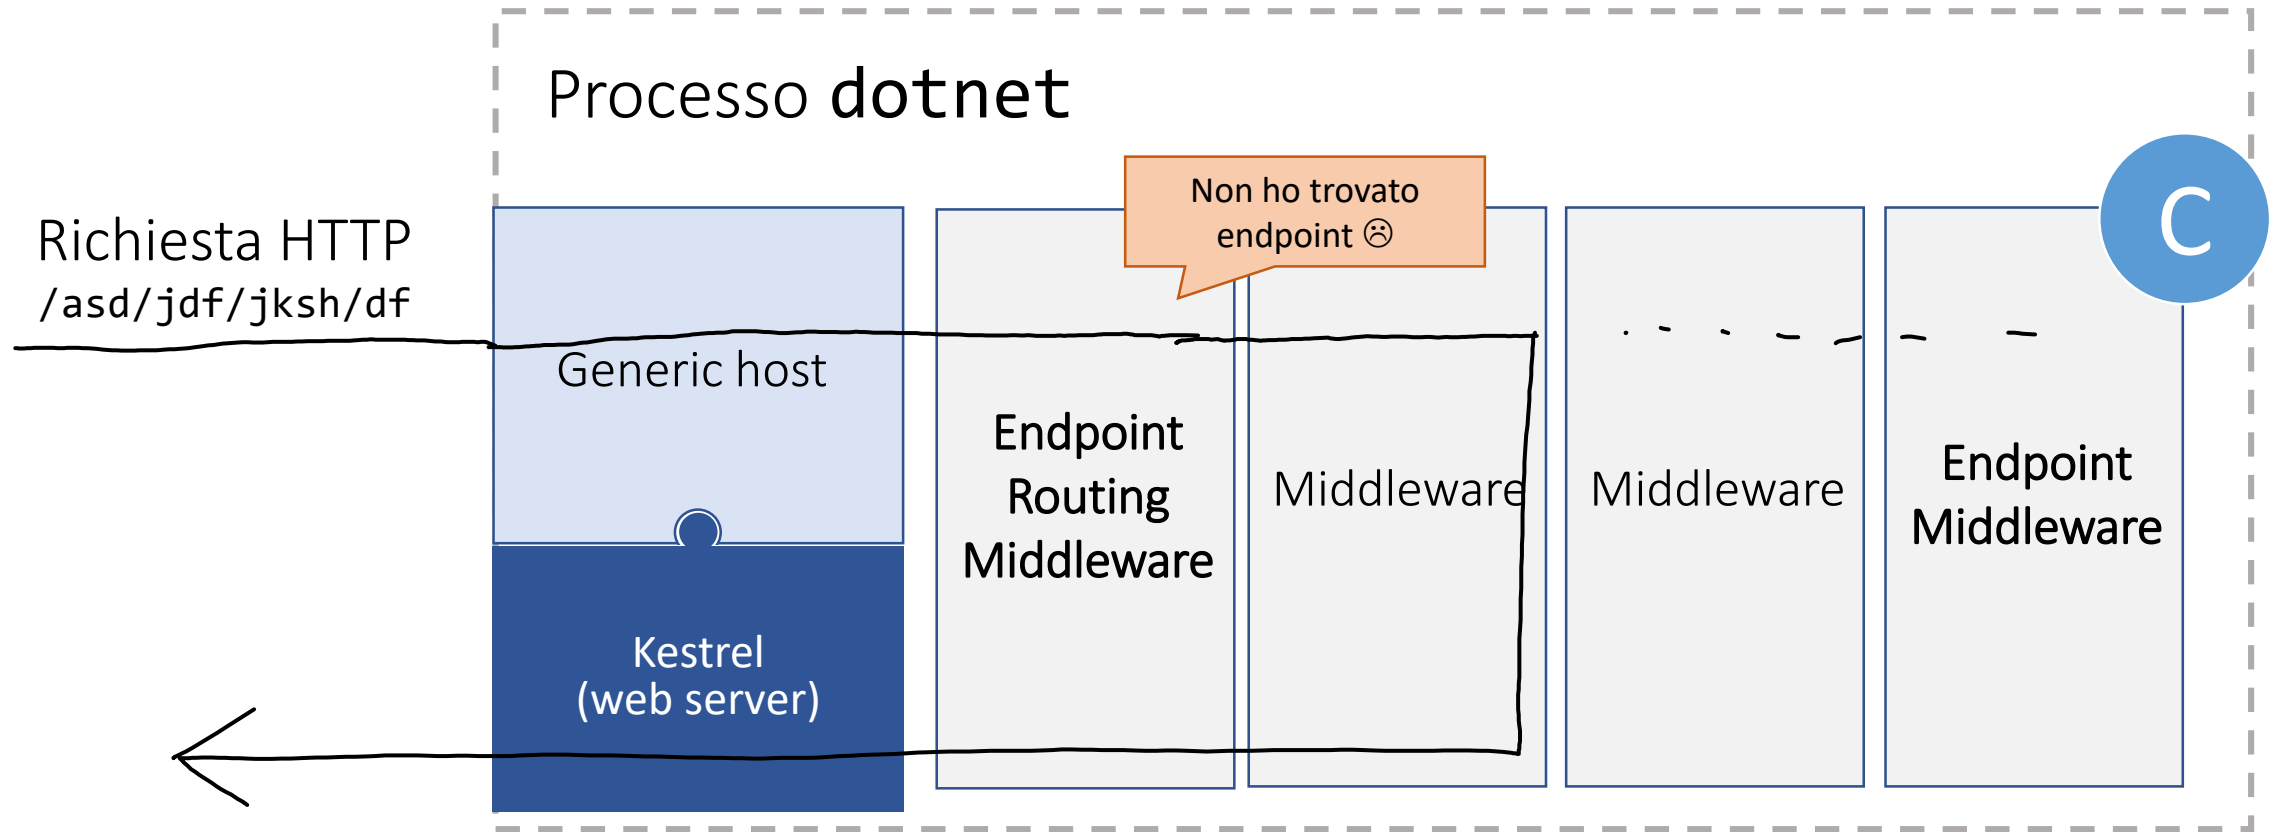 Processo dotnet
Richiesta HTTP
/asd/jdf/jksh/df
Non ho trovato
endpoint ☹
C
Generic host
Kestrel
(web server)
Endpoint
Routing
Middleware
Middleware
Middleware
Endpoint
Middleware